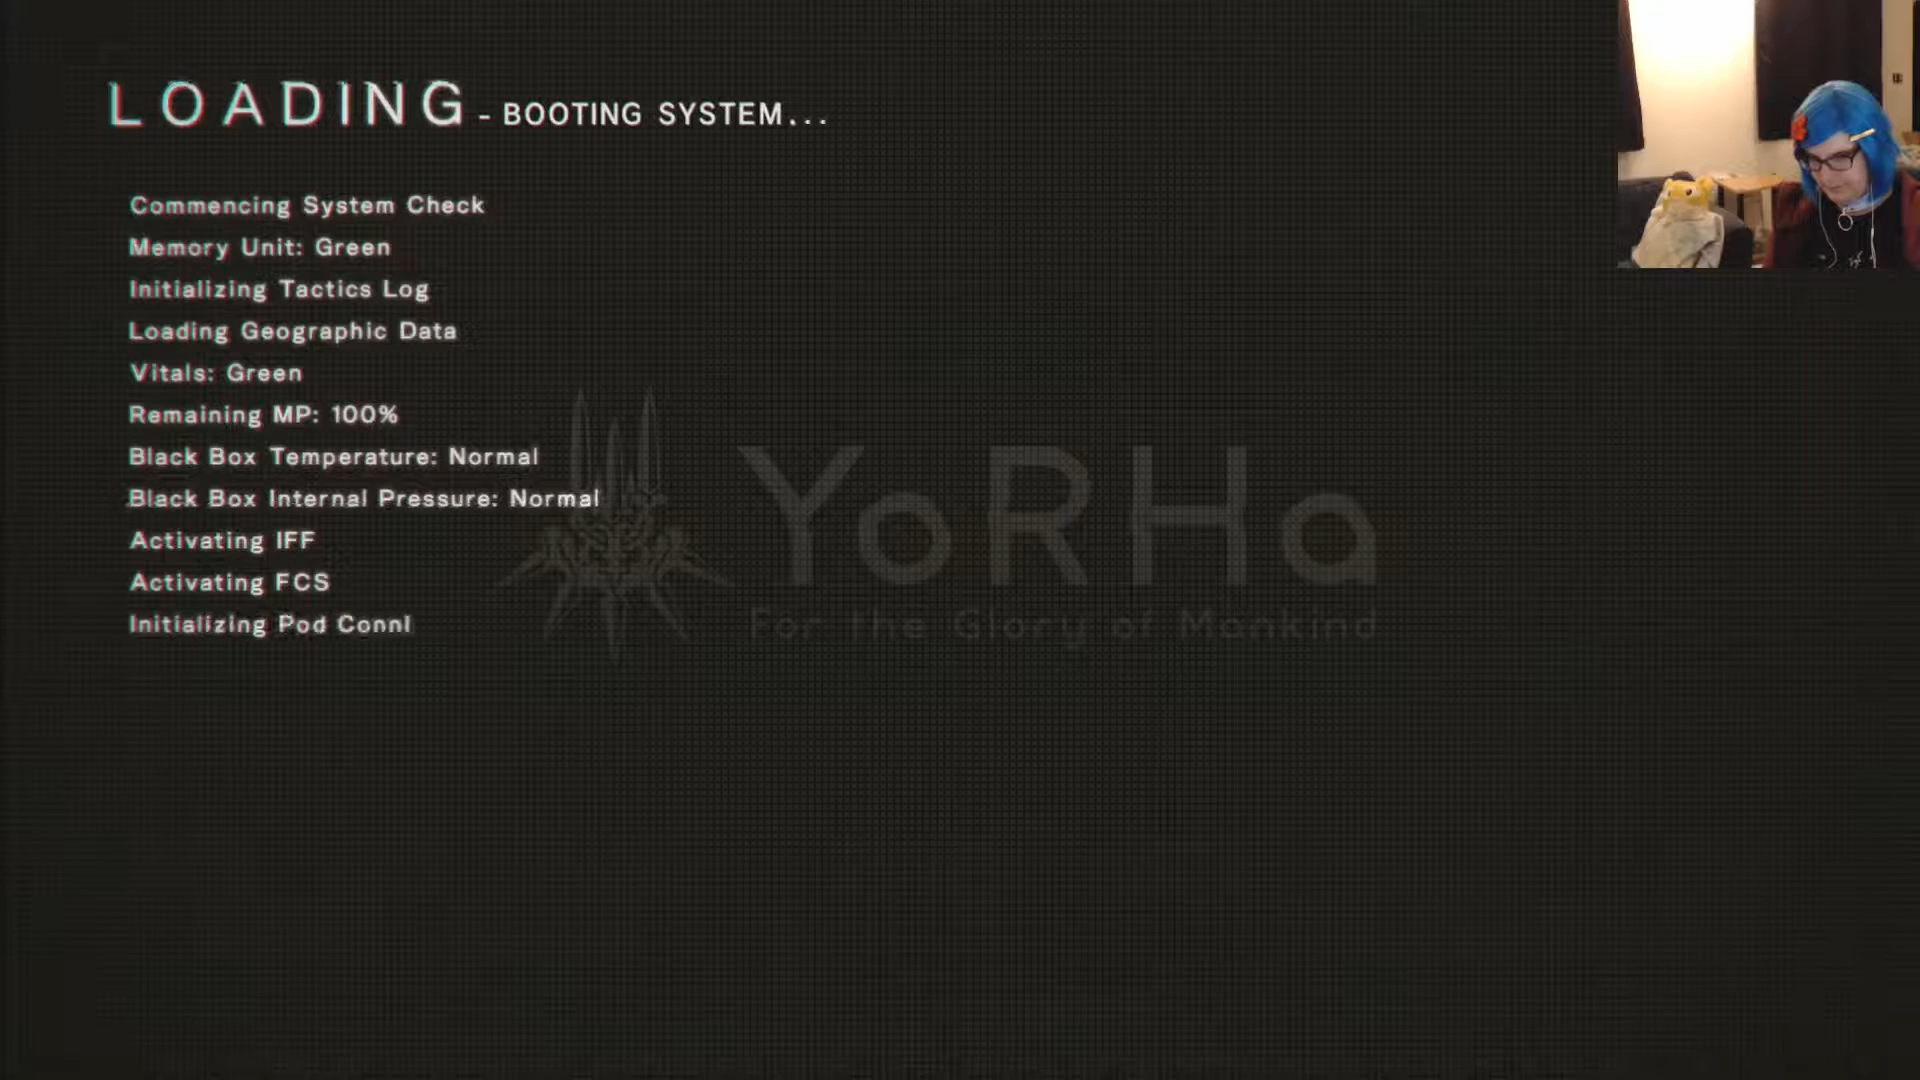 LOADING - BOOTING SYSTEM...
Commencing System Check
Memory Unit: Green
Initializing Tactics Log
Loading Geographic Data
Vitals: Green
Remaining MP: 100%
Black Box Temperature: Normal
Black Box Internal Pressure: Normal
Activating IFF
Activating FCS
Initializing Pod Connl
YoRHa
For the Glory of Mankind